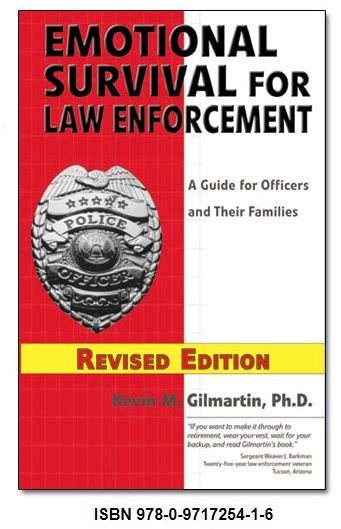 EMOTIONAL
SURVIVAL FOR
LAW ENFORCEMENT
A Guide for Officers
and Their Families
POLICE
OFFICER
REVISED EDITION
Kevin M. Gilmartin, Ph.D.
"If you want to make it through to
retirement, wear your vest, wait for your
backup, and read Gilmartin's book."
Sergeant Weaver J. Barkman
Twenty-five-year law enforcement veteran
Tucson, Arizona
ISBN 978-0-9717254-1-6